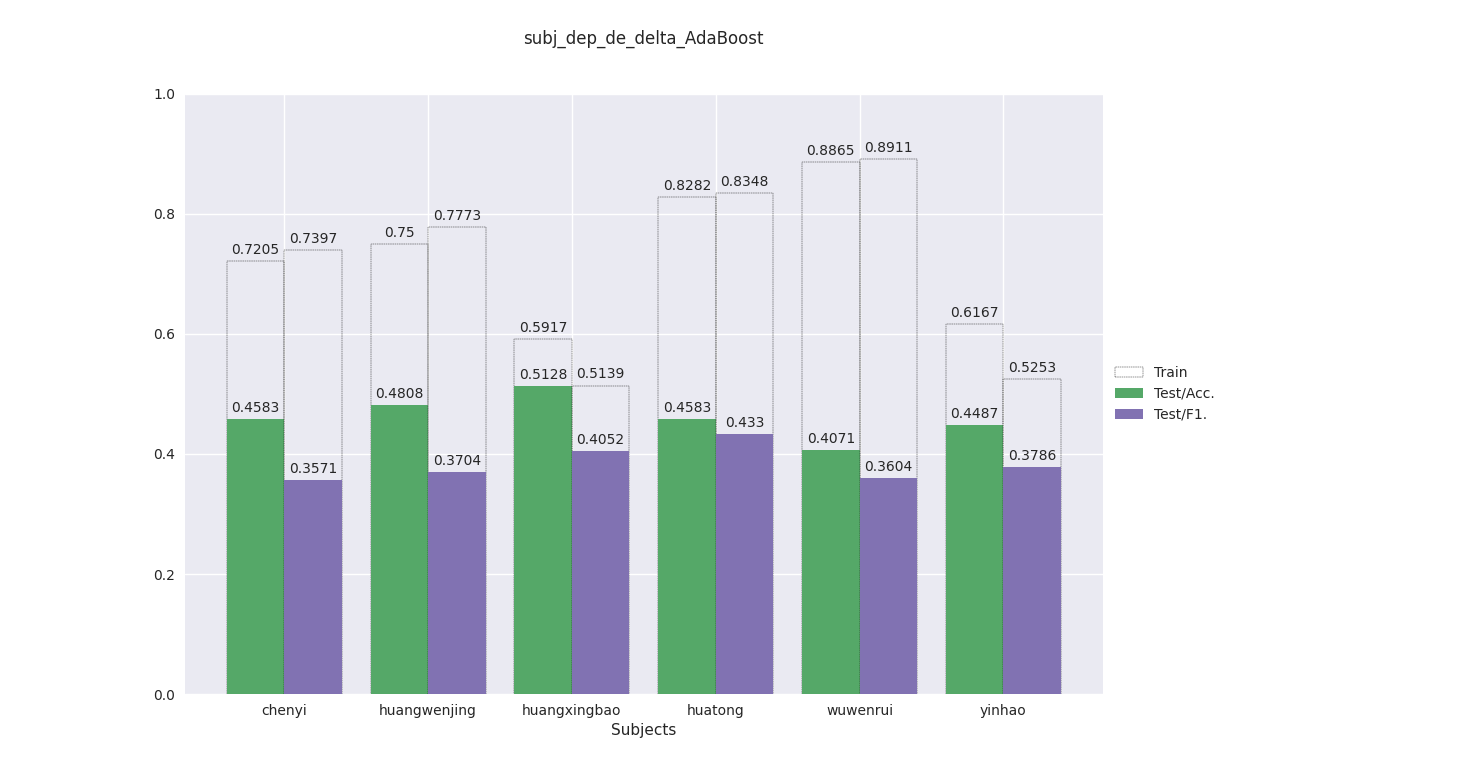 subj_dep_de_delta_AdaBoost
1.0
0.8
0.6
0.4
0.2
0.0
0.7205
0.7397
0.4583
0.3571
0.75
0.7773
0.4808
0.3704
0.5917
0.5139
0.5128
0.4052
0.8282
0.8348
0.4583
0.433
0.8865
0.8911
0.4071
0.3604
0.6167
0.5253
0.4487
0.3786
Train
Test/Acc.
Test/F1.
chenyi
huangwenjing
huangxingbao
huatong
wuwenrui
yinhao
Subjects